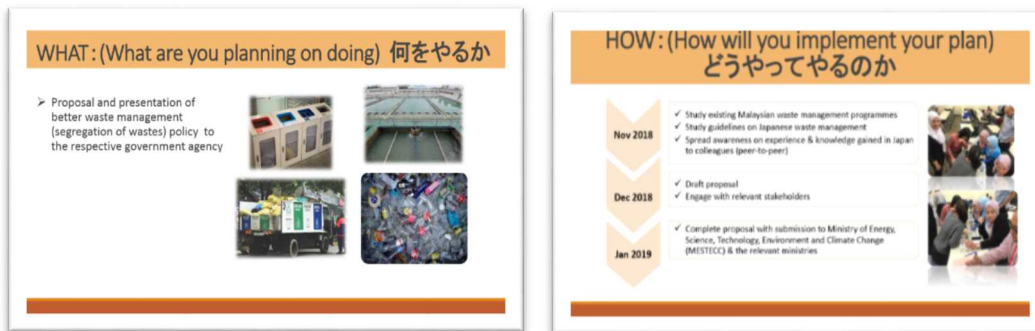 WHAT : (What are you planning on doing) 何をやるか
➢ Proposal and presentation of
better waste management
(segregation of wastes) policy to
the respective government agency
HOW : (How will you implement your plan)
どうやってやるのか
Nov 2018
✓ Study existing Malaysian waste management programmes
✓ Study guidelines on Japanese waste management
✓ Spread awareness on experience & knowledge gained in Japan
to colleagues (peer-to-peer)
Dec 2018
✓ Draft proposal
✓ Engage with relevant stakeholders
Jan 2019
✓ Complete proposal with submission to Ministry of Energy,
Science, Technology, Environment and Climate Change
(MESTECC) & the relevant ministries